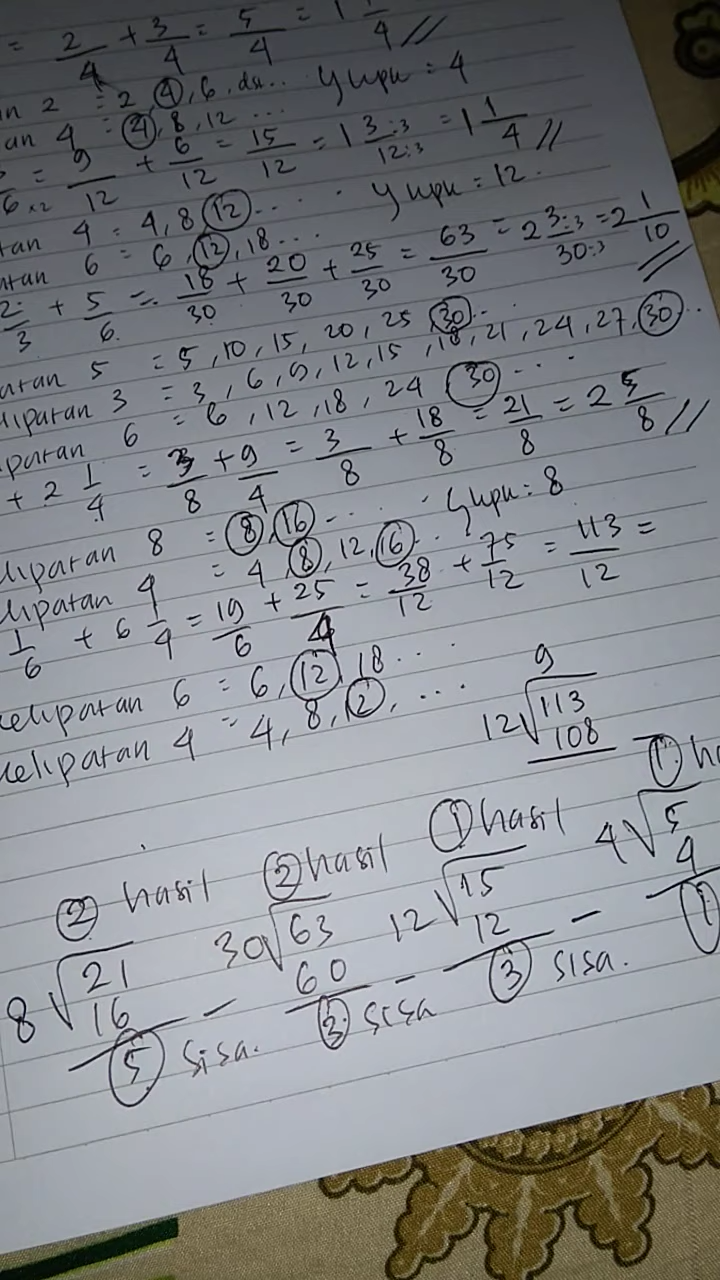 = 2/4 + 3/4 = 5/4 = 1 1/4 //
an 2 = 2, ④, 6, dst... yupu = 4
an 4 = ④, 8, 12 ...
6 ×2 = 9/12 + 6/12 = 15/12 = 1 3:3/12:3 = 1 1/4 //
tan 4 = 4, 8 ⑫ .... yupu = 12.
atan 6 = 6, ⑫, 18 ...
2/3 + 5/6 = 18/30 + 20/30 + 25/30 = 63/30 = 2 3:3/30:3 = 2 1/10 //
atan 5 = 5, 10, 15, 20, 25 ㉚..
lipatan 3 = 3, 6, 9, 12, 15, 18, 21, 24, 27, ㉚..
patan 6 = 6, 12, 18, 24 ㉚ ...
+ 2 1/4 = 3/8 + 9/4 = 3/8 + 18/8 = 21/8 = 2 5/8 //
lipatan 8 = ⑧, ⑯ ... yupu = 8
lipatan 4 = 4, ⑧, 12, ⑯..
1/6 + 6 1/4 = 19/6 + 25/4 = 38/12 + 75/12 = 113/12 =
kelipatan 6 = 6, ⑫, 18 ...
kelipatan 4 = 4, 8, ⑫, ...
9
12√113
108 −
② hasil ② hasil ① hasil ① ha
8√21 30√63 12√15 4√5
16 − 60 − 12 − 4
⑤ sisa. ③ sisa ③ sisa. ①